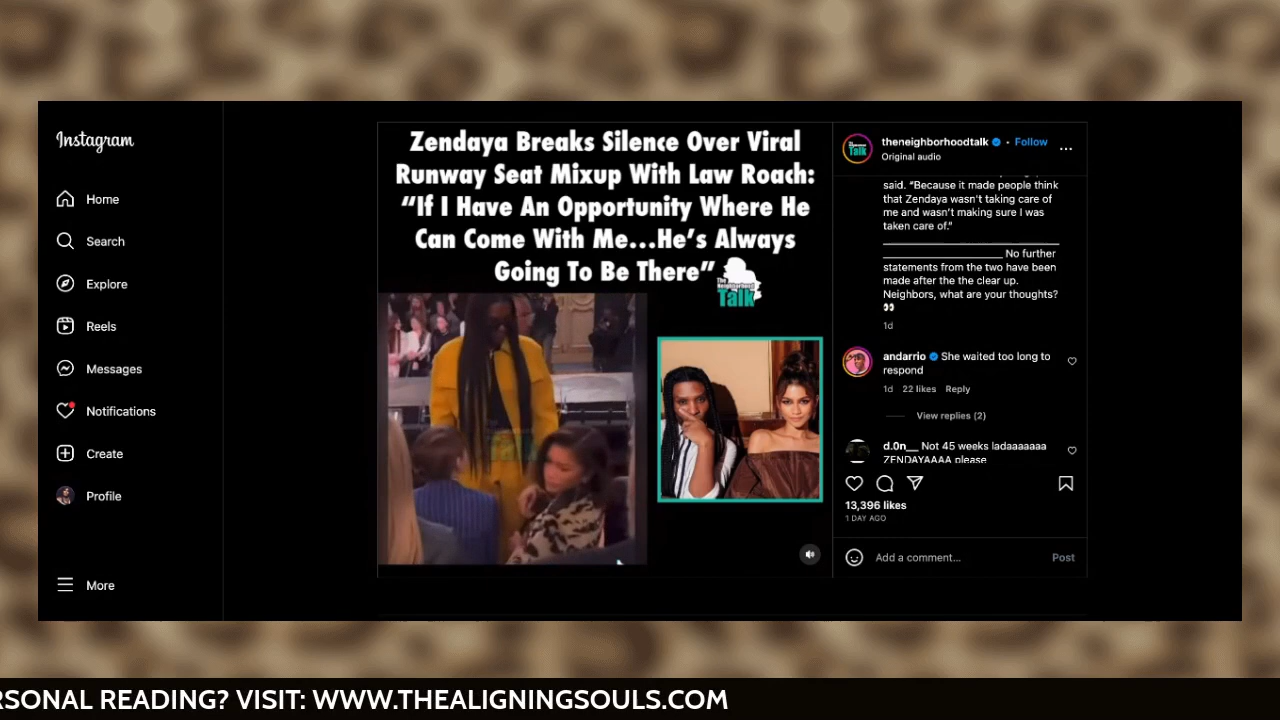 Instagram
Home
Search
Explore
Reels
Messages
Notifications
Create
Profile
More
Zendaya Breaks Silence Over Viral
Runway Seat Mixup With Law Roach:
“If I Have An Opportunity Where He
Can Come With Me...He’s Always
Going To Be There”
The
Neighborhood
Talk
Talk
theneighborhoodtalk • Follow
Original audio
said. “Because it made people think
that Zendaya wasn’t taking care of
me and wasn’t making sure I was
taken care of.”
No further
statements from the two have been
made after the the clear up.
Neighbors, what are your thoughts?
👀
1d
andarrio She waited too long to
respond
1d 22 likes Reply
View replies (2)
d.0n__ Not 45 weeks ladaaaaaaa
ZENDAYAAAA please
13,396 likes
1 DAY AGO
Add a comment...
Post
RSONAL READING? VISIT: WWW.THEALIGNINGSOULS.COM